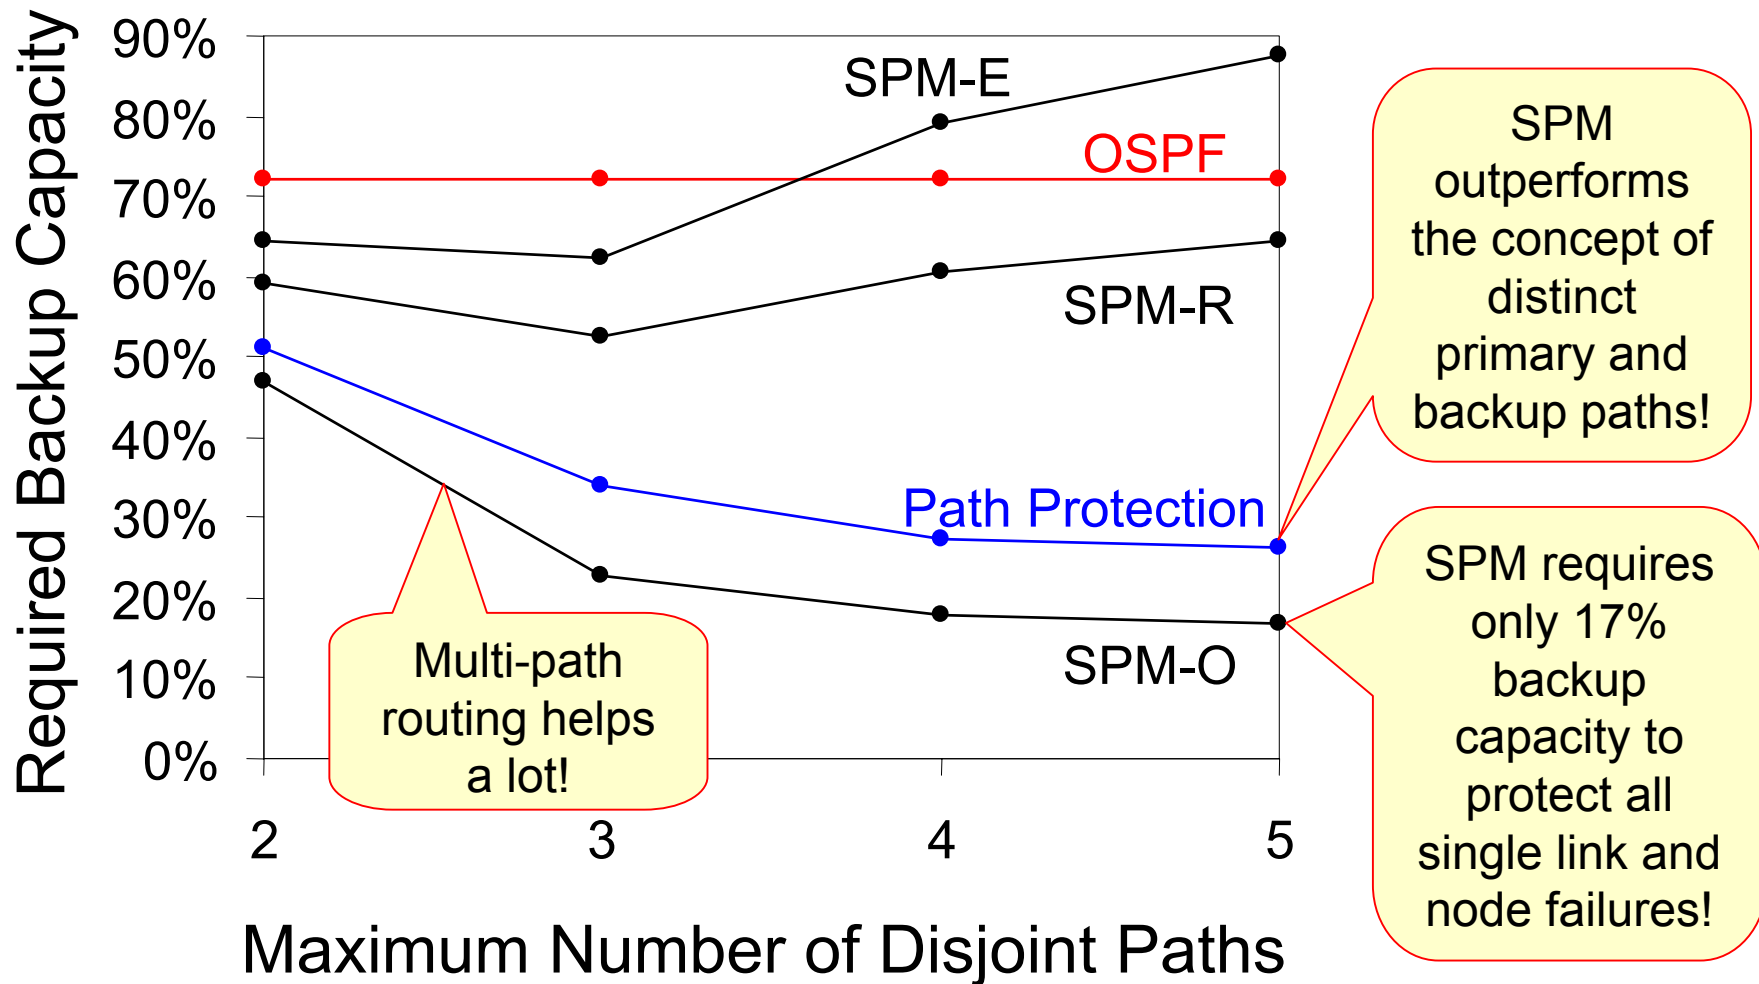 Required Backup Capacity
90%
80%
70%
60%
50%
40%
30%
20%
10%
0%
2
3
4
5
Maximum Number of Disjoint Paths
SPM-E
OSPF
SPM-R
Path Protection
SPM-O
Multi-path
routing helps
a lot!
SPM
outperforms
the concept of
distinct
primary and
backup paths!
SPM requires
only 17%
backup
capacity to
protect all
single link and
node failures!